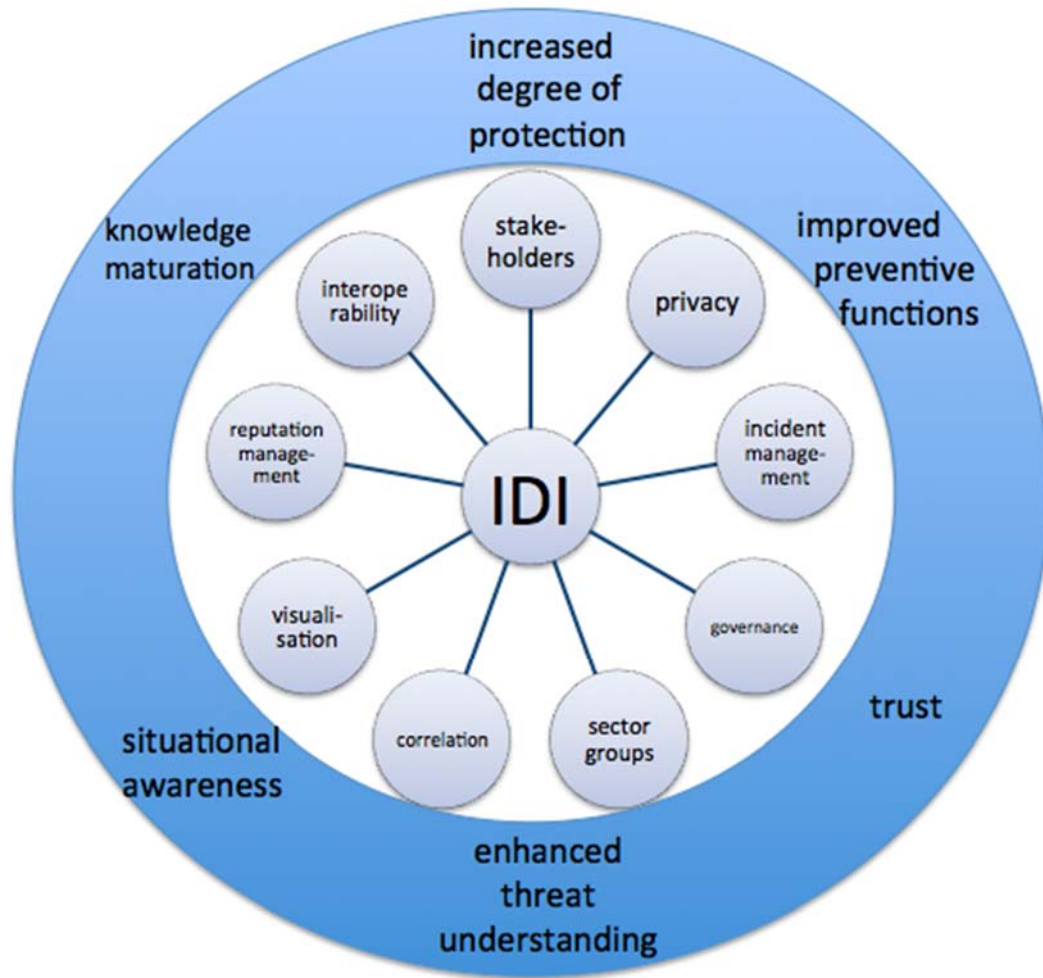 increased
degree of
protection
knowledge
maturation
improved
preventive
functions
stake-
holders
interope
rability
privacy
reputation
manage-
ment
incident
manage-
ment
IDI
visuali-
sation
governance
correlation
sector
groups
trust
situational
awareness
enhanced
threat
understanding